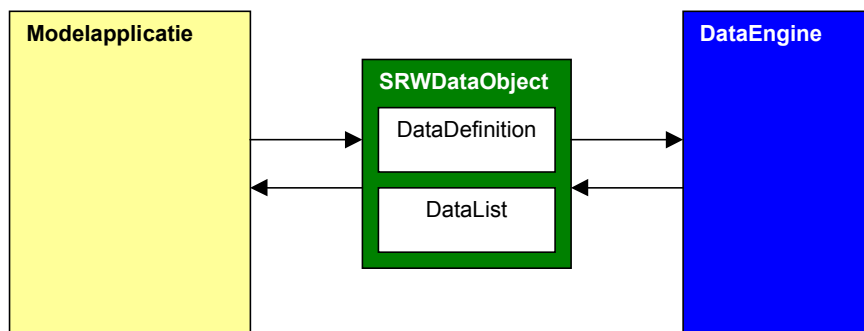 Modelapplicatie
SRWDataObject
DataDefinition
DataList
DataEngine